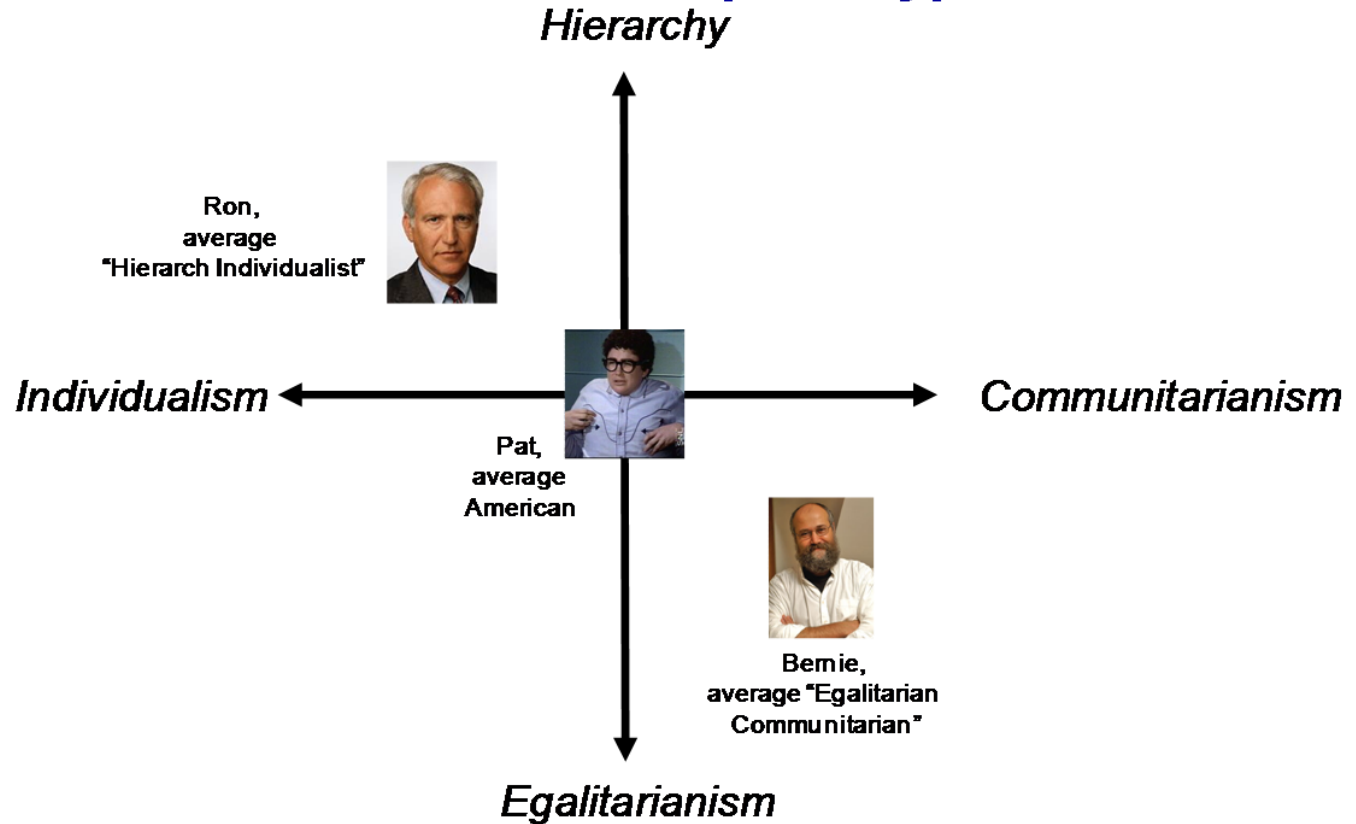 Hierarchy
Ron,
average
“Hierarch Individualist”
Individualism
Communitarianism
Pat,
average
American
Bernie,
average “Egalitarian
Communitarian”
Egalitarianism